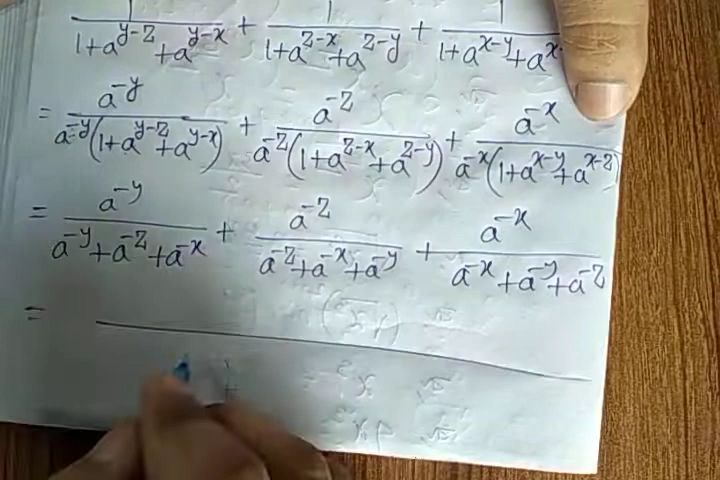 1/(1+a^{y-z}+a^{y-x}) + 1/(1+a^{z-x}+a^{z-y}) + 1/(1+a^{x-y}+a^{x-
= a^{-y}/(a^{-y}(1+a^{y-z}+a^{y-x})) + a^{-z}/(a^{-z}(1+a^{z-x}+a^{z-y})) + a^{-x}/(a^{-x}(1+a^{x-y}+a^{x-z}))
= a^{-y}/(a^{-y}+a^{-z}+a^{-x}) + a^{-z}/(a^{-z}+a^{-x}+a^{-y}) + a^{-x}/(a^{-x}+a^{-y}+a^{-z})
=